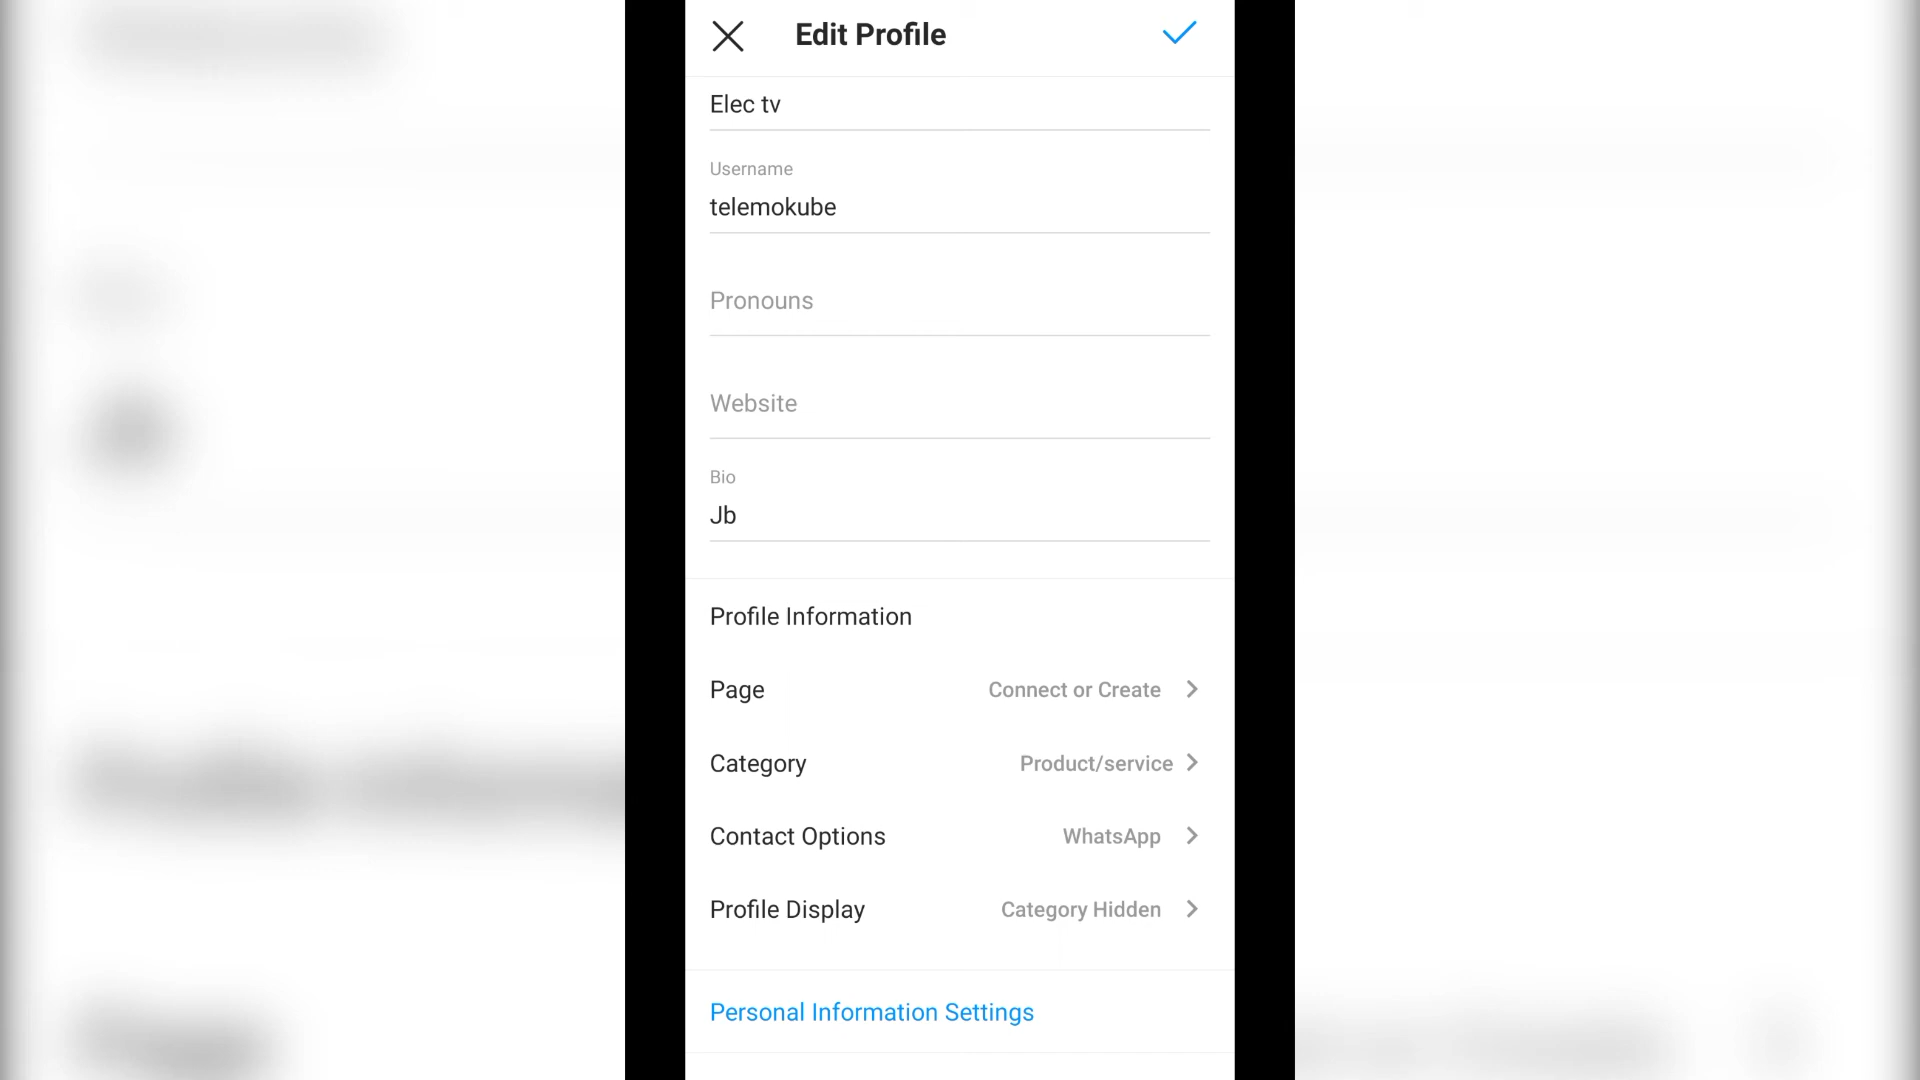 Edit Profile
Elec tv
Username
telemokube
Pronouns
Website
Bio
Jb
Profile Information
Page Connect or Create
Category Product/service
Contact Options WhatsApp
Profile Display Category Hidden
Personal Information Settings